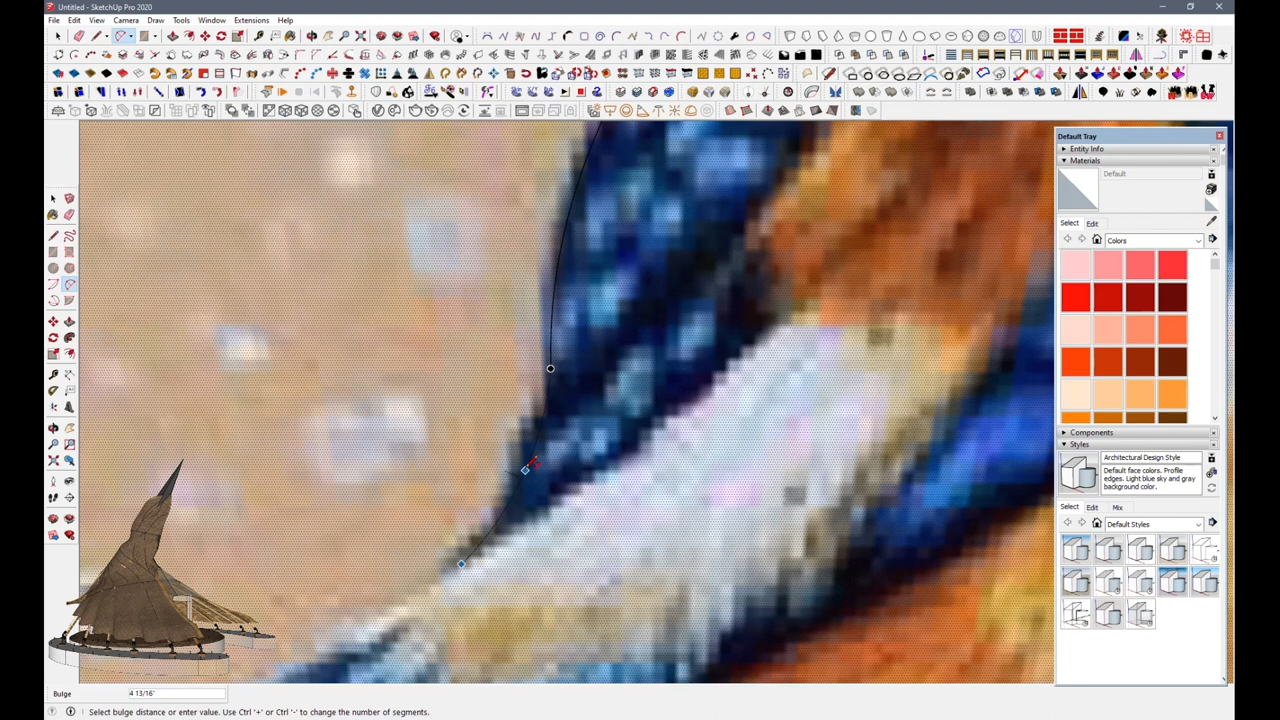 Untitled - SketchUp Pro 2020
File Edit View Camera Draw Tools Window Extensions Help
Default Tray
Entity Info
Materials
Default
Select Edit
Colors
Components
Styles
Architectural Design Style
Default face colors. Profile
edges. Light blue sky and gray
background color.
Select Edit Mix
Default Styles
Bulge 4 13/16"
Select bulge distance or enter value. Use Ctrl '+' or Ctrl '-' to change the number of segments.